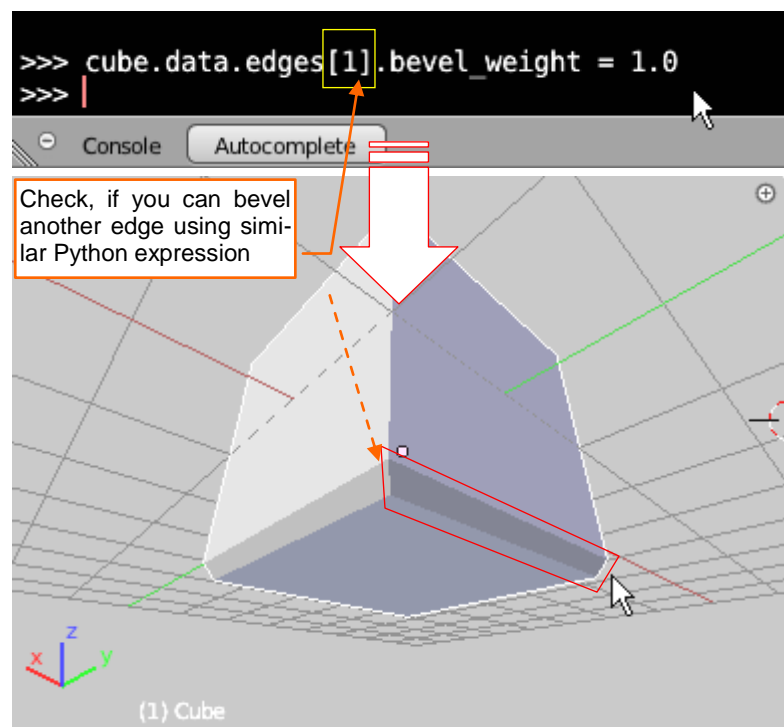 >>> cube.data.edges[1].bevel_weight = 1.0
>>>
Console Autocomplete
Check, if you can bevel
another edge using simi-
lar Python expression
z
x y
(1) Cube